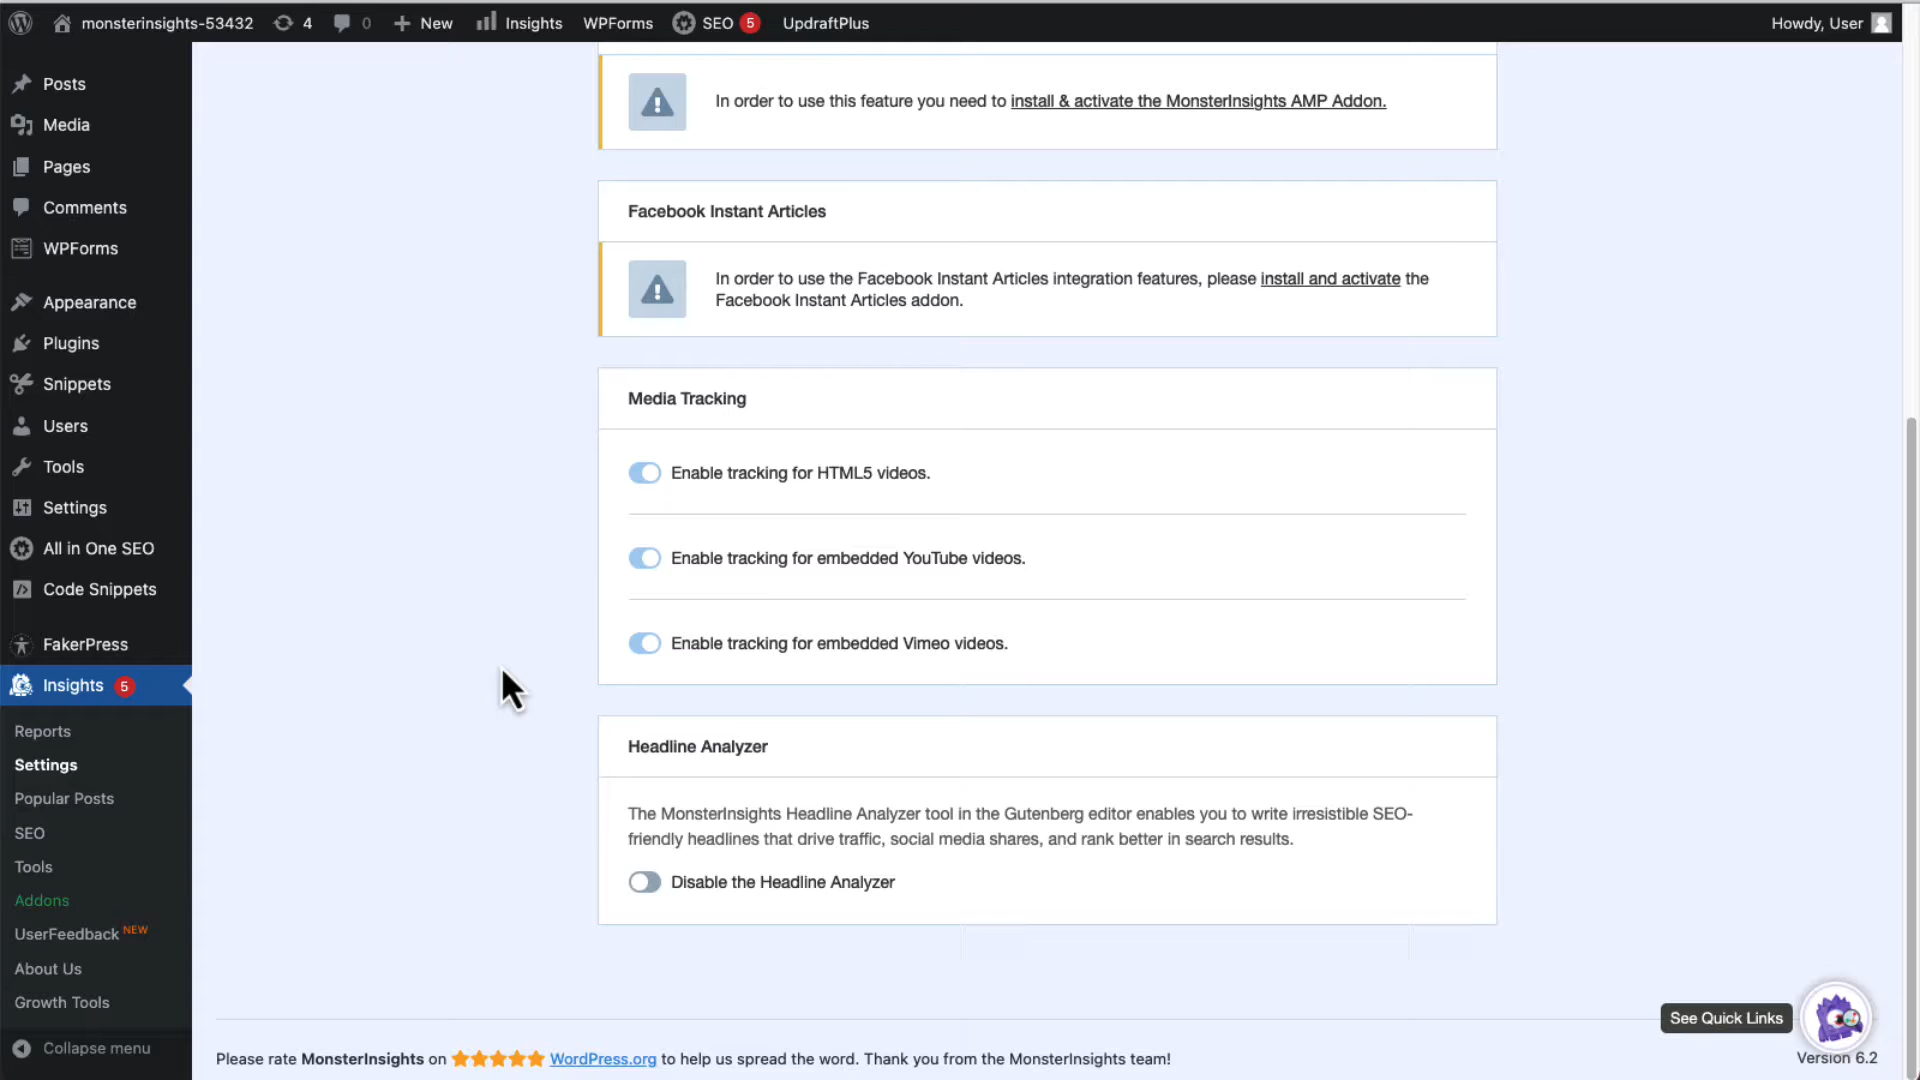 monsterinsights-53432 4 0 New Insights WPForms SEO 5 UpdraftPlus Howdy, User
Posts
Media
Pages
Comments
WPForms
Appearance
Plugins
Snippets
Users
Tools
Settings
All in One SEO
Code Snippets
FakerPress
Insights 5
Reports
Settings
Popular Posts
SEO
Tools
Addons
UserFeedback NEW
About Us
Growth Tools
Collapse menu
In order to use this feature you need to install & activate the MonsterInsights AMP Addon.
Facebook Instant Articles
In order to use the Facebook Instant Articles integration features, please install and activate the
Facebook Instant Articles addon.
Media Tracking
Enable tracking for HTML5 videos.
Enable tracking for embedded YouTube videos.
Enable tracking for embedded Vimeo videos.
Headline Analyzer
The MonsterInsights Headline Analyzer tool in the Gutenberg editor enables you to write irresistible SEO-
friendly headlines that drive traffic, social media shares, and rank better in search results.
Disable the Headline Analyzer
See Quick Links
Please rate MonsterInsights on ★★★★★ WordPress.org to help us spread the word. Thank you from the MonsterInsights team!
Version 6.2